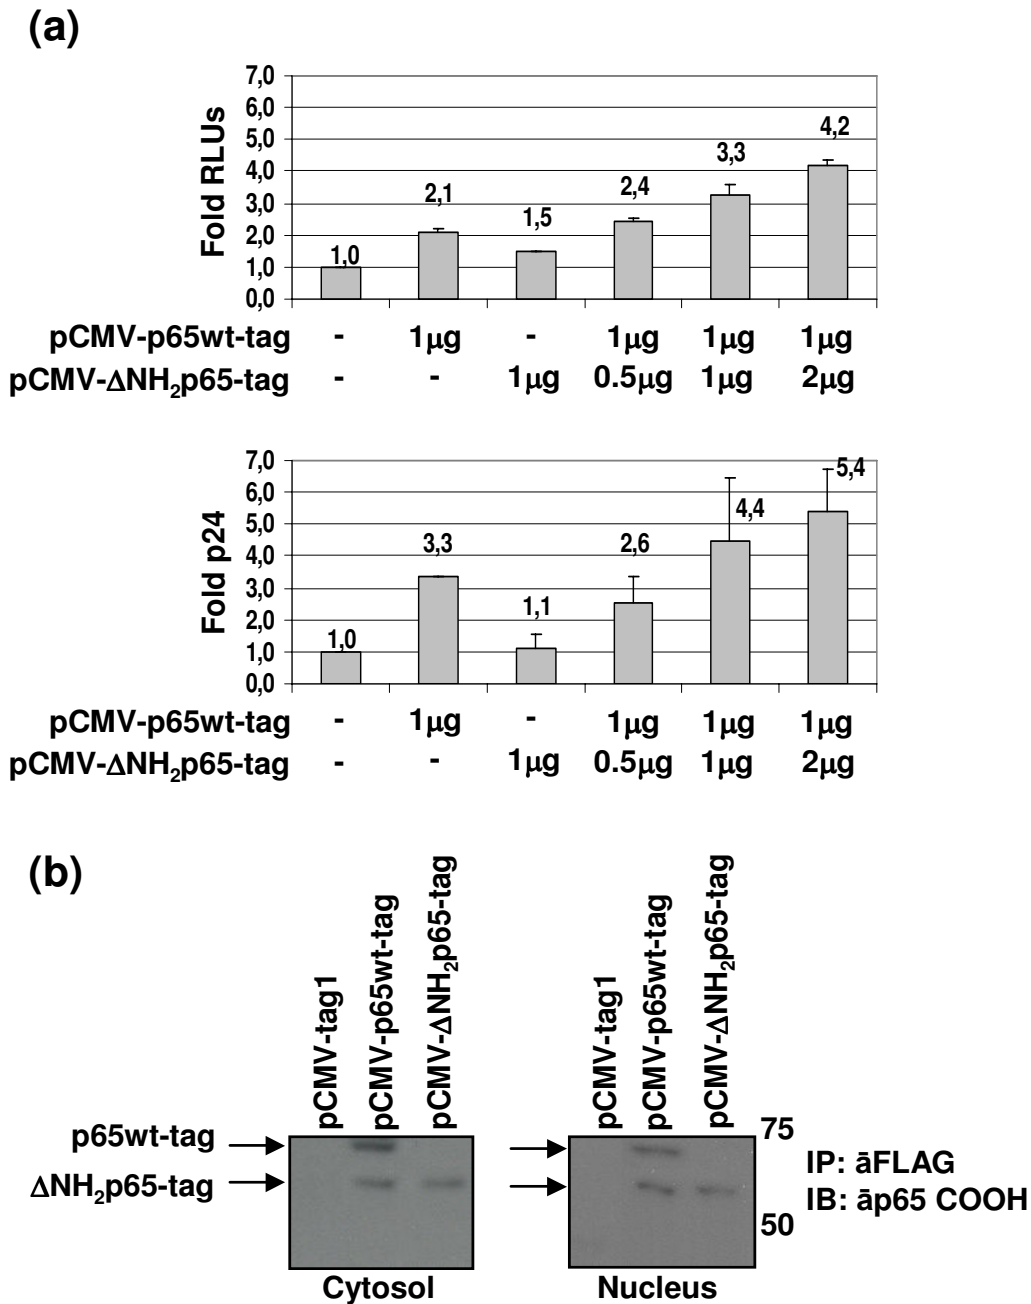 (a)
7,0
6,0
5,0
4,0
3,0
2,0
1,0
0,0
Fold RLUs
1,0
2,1
1,5
2,4
3,3
4,2
pCMV-p65wt-tag - 1μg - 1μg 1μg 1μg
pCMV-ΔNH₂p65-tag - - 1μg 0.5μg 1μg 2μg
7,0
6,0
5,0
4,0
3,0
2,0
1,0
0,0
Fold p24
1,0
3,3
1,1
2,6
4,4
5,4
pCMV-p65wt-tag - 1μg - 1μg 1μg 1μg
pCMV-ΔNH₂p65-tag - - 1μg 0.5μg 1μg 2μg
(b)
pCMV-tag1
pCMV-p65wt-tag
pCMV-ΔNH₂p65-tag
pCMV-tag1
pCMV-p65wt-tag
pCMV-ΔNH₂p65-tag
p65wt-tag
ΔNH₂p65-tag
75
50
IP: āFLAG
IB: āp65 COOH
Cytosol
Nucleus